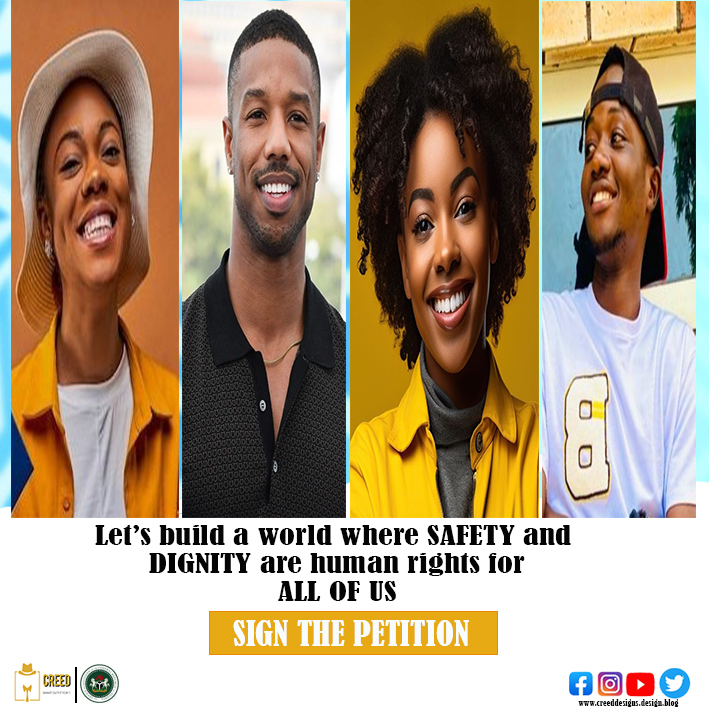 B
Let's build a world where SAFETY and
DIGNITY are human rights for
ALL OF US
SIGN THE PETITION
CREED
www.creeddesigns.design.blog